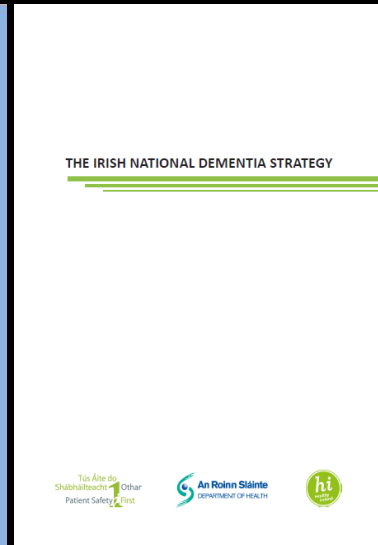 THE IRISH NATIONAL DEMENTIA STRATEGY
Tús Áite do
Shábháilteacht 1 Othar
Patient Safety First
An Roinn Sláinte
DEPARTMENT OF HEALTH
hi